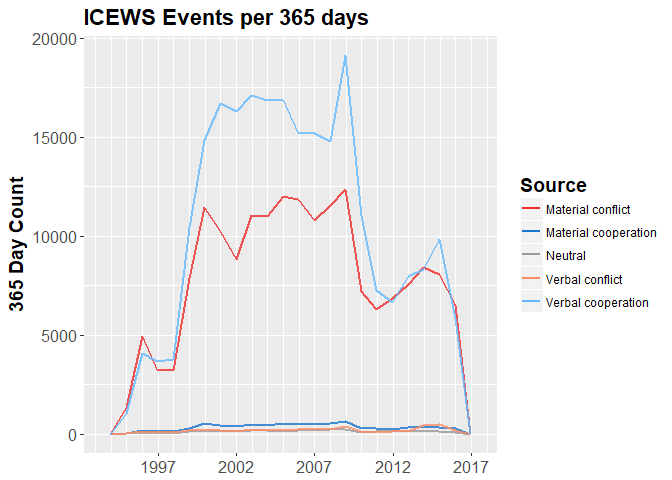 ICEWS Events per 365 days
20000
15000
10000
5000
0
365 Day Count
1997 2002 2007 2012 2017
Source
Material conflict
Material cooperation
Neutral
Verbal conflict
Verbal cooperation